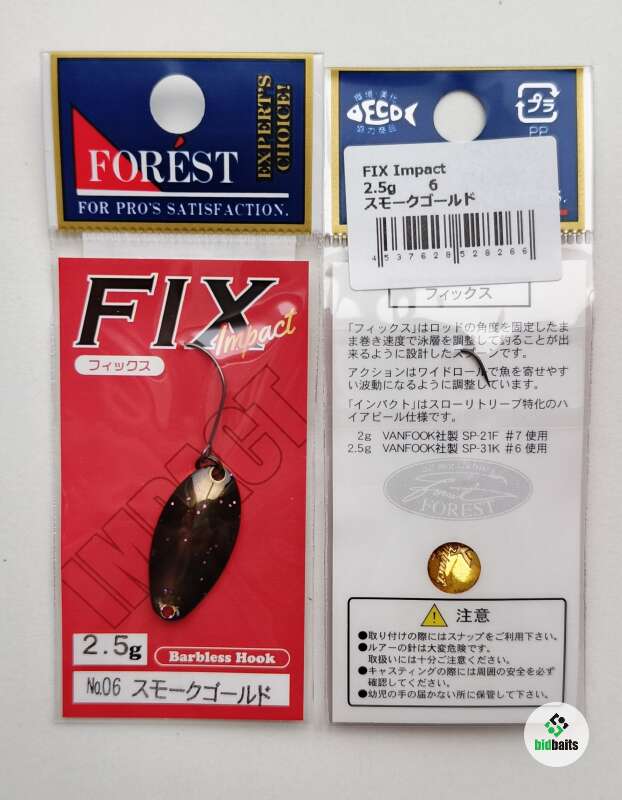 FORÉST
EXPERT'S
CHOICE!
FOR PRO'S SATISFACTION.
FIX
Impact
フィックス
IMPACT
2.5g
Barbless Hook
No.06 スモークゴールド
環境・美化
ECO
協力商品
プラ
PP
FIX Impact
2.5g 6
スモークゴールド
4 537628 528266
フィックス
「フィックス」はロッドの角度を固定したま
ま巻き速度で泳層を調整して釣ることが出
来るように設計したスプーンです。
アクションはワイドロールで魚を寄せやす
い波動になるように調整しています。
「インパクト」はスローリトリーブ特化のハ
イアピール仕様です。
2g VANFOOK社製 SP-21F #7 使用
2.5g VANFOOK社製 SP-31K #6 使用
FOREST
注意
●取り付けの際にはスナップをご利用下さい。
●ルアーの針は大変危険です。
取扱いには十分ご注意ください。
●キャスティングの際には周囲の安全を必ず
確認してください。
●幼児の手の届かない所に保管して下さい。
bidbaits